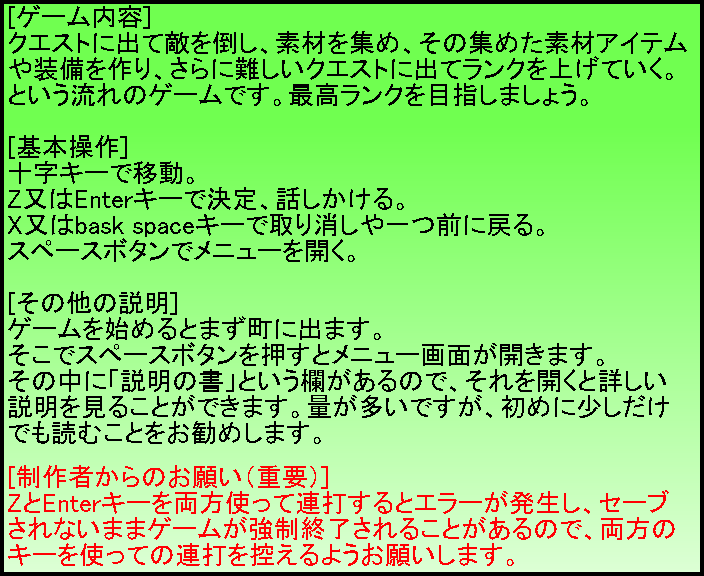 [ゲーム内容]
クエストに出て敵を倒し、素材を集め、その集めた素材アイテム
や装備を作り、さらに難しいクエストに出てランクを上げていく。
という流れのゲームです。最高ランクを目指しましょう。
[基本操作]
十字キーで移動。
Z又はEnterキーで決定、話しかける。
X又はbask spaceキーで取り消しや一つ前に戻る。
スペースボタンでメニューを開く。
[その他の説明]
ゲームを始めるとまず町に出ます。
そこでスペースボタンを押すとメニュー画面が開きます。
その中に「説明の書」という欄があるので、それを開くと詳しい
説明を見ることができます。量が多いですが、初めに少しだけ
でも読むことをお勧めします。
[制作者からのお願い（重要）]
ZとEnterキーを両方使って連打するとエラーが発生し、セーブ
されないままゲームが強制終了されることがあるので、両方の
キーを使っての連打を控えるようお願いします。